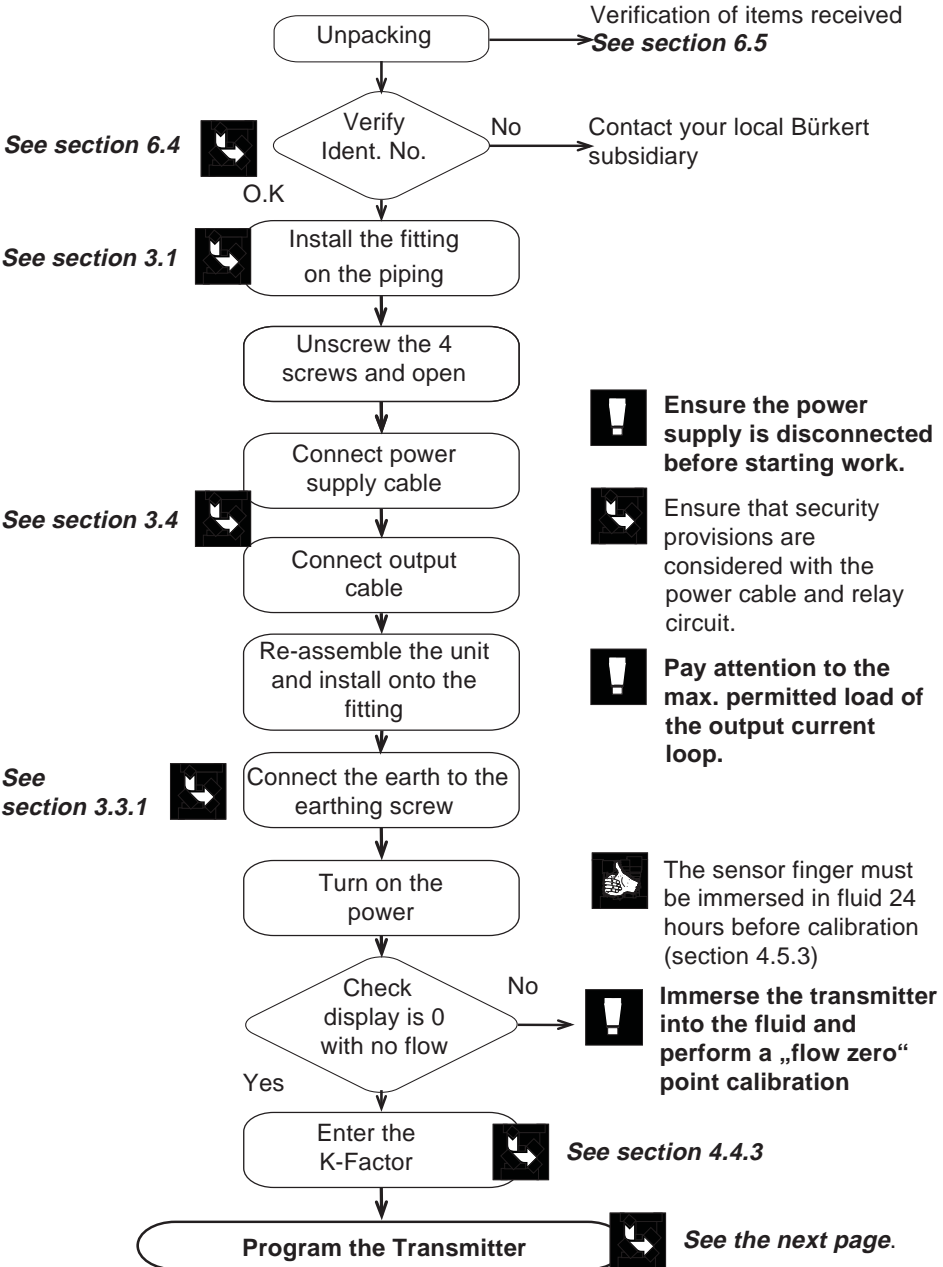 Unpacking
Verification of items received
See section 6.5
See section 6.4
Verify
Ident. No.
No
Contact your local Bürkert
subsidiary
O.K
See section 3.1
Install the fitting
on the piping
Unscrew the 4
screws and open
Ensure the power
supply is disconnected
before starting work.
Connect power
supply cable
See section 3.4
Ensure that security
provisions are
considered with the
power cable and relay
circuit.
Connect output
cable
Re-assemble the unit
and install onto the
fitting
Pay attention to the
max. permitted load of
the output current
loop.
See
section 3.3.1
Connect the earth to the
earthing screw
Turn on the
power
The sensor finger must
be immersed in fluid 24
hours before calibration
(section 4.5.3)
Check
display is 0
with no flow
No
Immerse the transmitter
into the fluid and
perform a „flow zero“
point calibration
Yes
Enter the
K-Factor
See section 4.4.3
Program the Transmitter
See the next page.